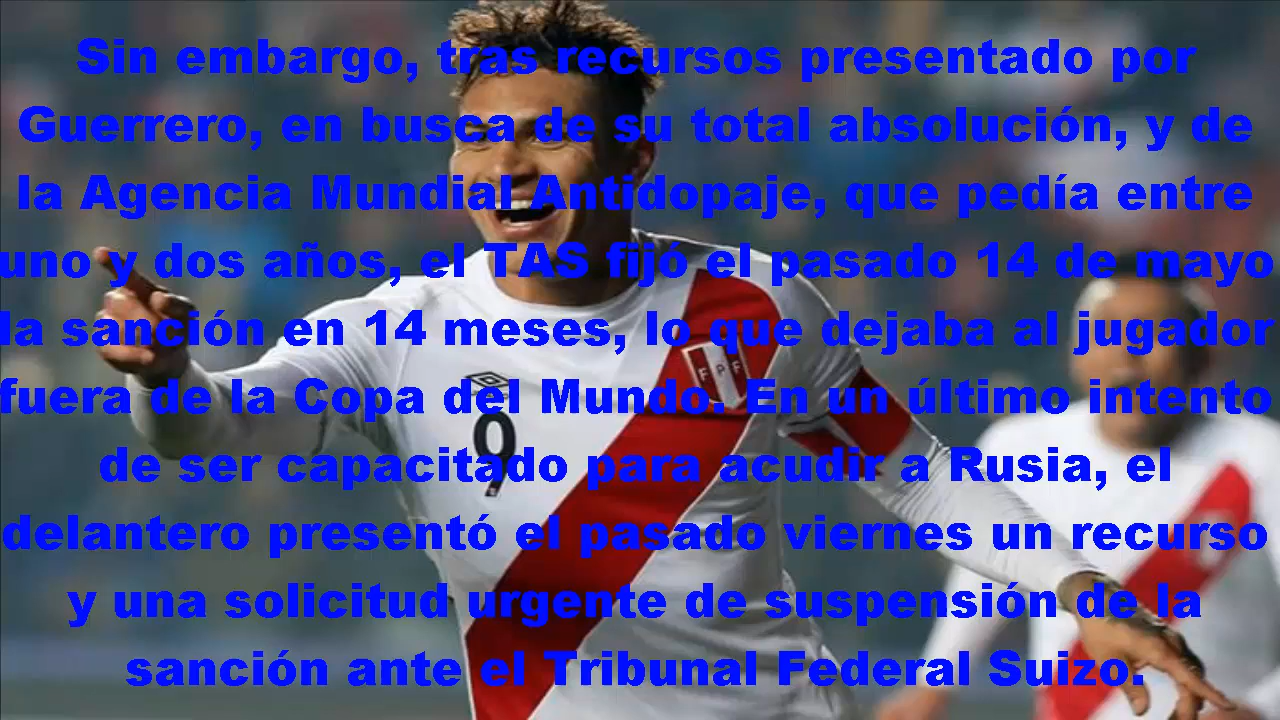 Sin embargo, tras recursos presentado por
Guerrero, en busca de su total absolución, y de
la Agencia Mundial Antidopaje, que pedía entre
uno y dos años, el TAS fijó el pasado 14 de mayo
la sanción en 14 meses, lo que dejaba al jugador
fuera de la Copa del Mundo. En un último intento
de ser capacitado para acudir a Rusia, el
delantero presentó el pasado viernes un recurso
y una solicitud urgente de suspensión de la
sanción ante el Tribunal Federal Suizo.
FPF
9